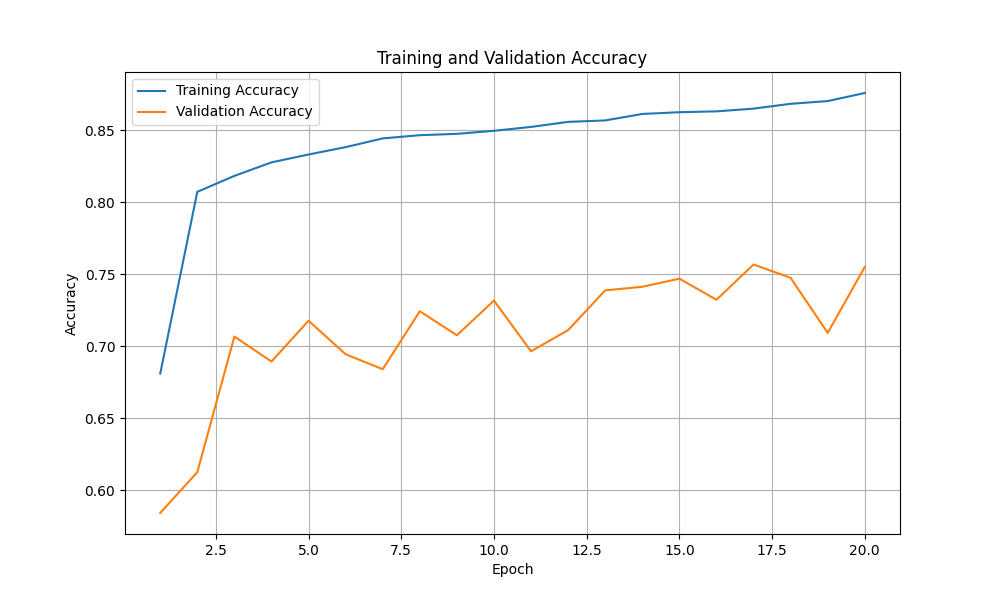 Training and Validation Accuracy
Training Accuracy
Validation Accuracy
0.85
0.80
0.75
0.70
0.65
0.60
Accuracy
2.5 5.0 7.5 10.0 12.5 15.0 17.5 20.0
Epoch